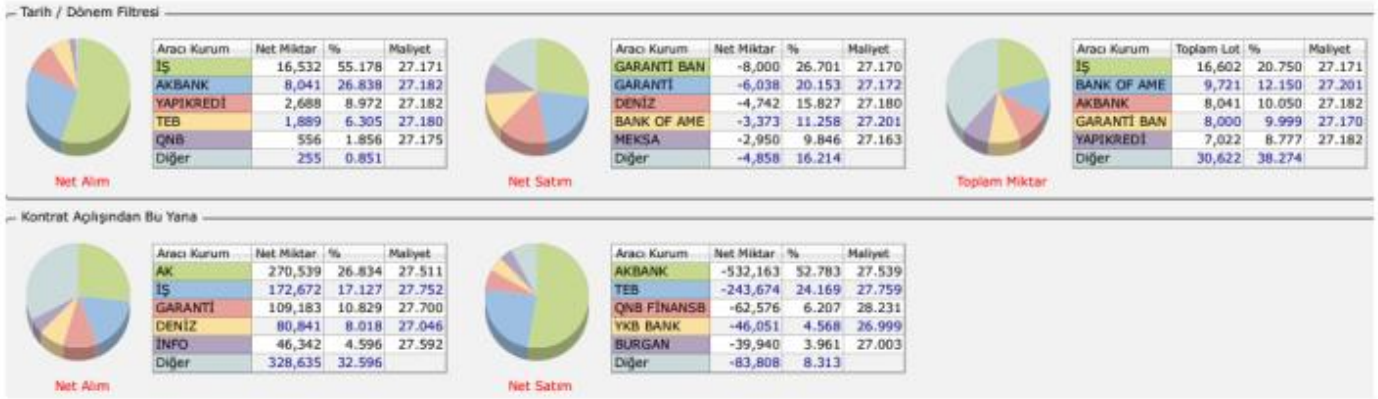 Tarih / Dönem Filtresi
Aracı Kurum Net Miktar % Maliyet
İŞ 16,532 55.178 27.171
AKBANK 8,041 26.838 27.182
YAPIKREDİ 2,688 8.972 27.182
TEB 1,889 6.305 27.180
QNB 556 1.856 27.175
Diğer 255 0.851
Net Alım
Aracı Kurum Net Miktar % Maliyet
GARANTİ BAN -8,000 26.701 27.170
GARANTİ -6,038 20.153 27.172
DENİZ -4,742 15.827 27.180
BANK OF AME -3,373 11.258 27.201
MEKSA -2,950 9.846 27.163
Diğer -4,858 16.214
Net Satım
Aracı Kurum Toplam Lot % Maliyet
İŞ 16,602 20.750 27.171
BANK OF AME 9,721 12.150 27.201
AKBANK 8,041 10.050 27.182
GARANTİ BAN 8,000 9.999 27.170
YAPIKREDİ 7,022 8.777 27.182
Diğer 30,622 38.274
Toplam Miktar
Kontrat Açılışından Bu Yana
Aracı Kurum Net Miktar % Maliyet
AK 270,539 26.834 27.511
İŞ 172,672 17.127 27.752
GARANTİ 109,183 10.829 27.700
DENİZ 80,841 8.018 27.046
İNFO 46,342 4.596 27.592
Diğer 328,635 32.596
Net Alım
Aracı Kurum Net Miktar % Maliyet
AKBANK -532,163 52.783 27.539
TEB -243,674 24.169 27.759
QNB FİNANSB -62,576 6.207 28.231
YKB BANK -46,051 4.568 26.999
BURGAN -39,940 3.961 27.003
Diğer -83,808 8.313
Net Satım